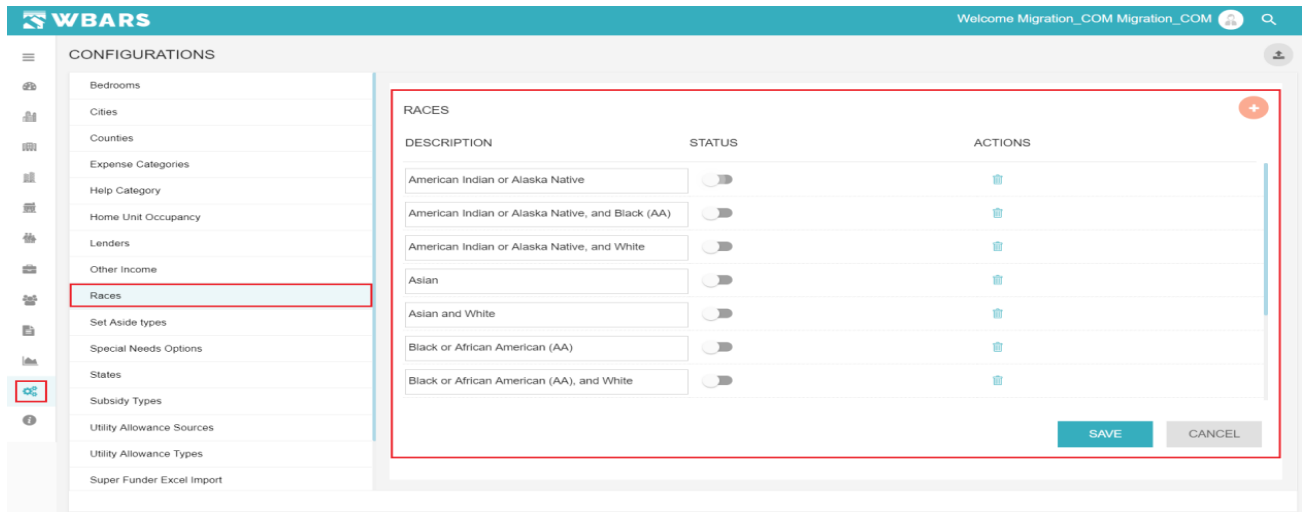 WBARS
Welcome Migration_COM Migration_COM
CONFIGURATIONS
Bedrooms
Cities
Counties
Expense Categories
Help Category
Home Unit Occupancy
Lenders
Other Income
Races
Set Aside types
Special Needs Options
States
Subsidy Types
Utility Allowance Sources
Utility Allowance Types
Super Funder Excel Import
RACES
DESCRIPTION STATUS ACTIONS
American Indian or Alaska Native
American Indian or Alaska Native, and Black (AA)
American Indian or Alaska Native, and White
Asian
Asian and White
Black or African American (AA)
Black or African American (AA), and White
SAVE CANCEL